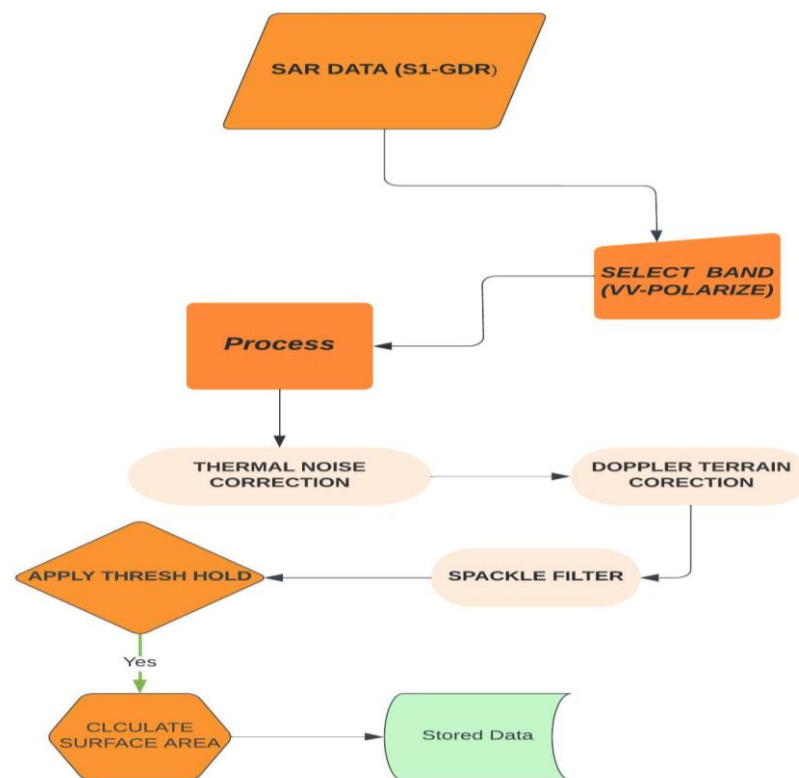 SAR DATA (S1-GDR)
SELECT BAND
(VV-POLARIZE)
Process
THERMAL NOISE
CORRECTION
DOPPLER TERRAIN
CORECTION
SPACKLE FILTER
APPLY THRESH HOLD
Yes
CLCULATE
SURFACE AREA
Stored Data